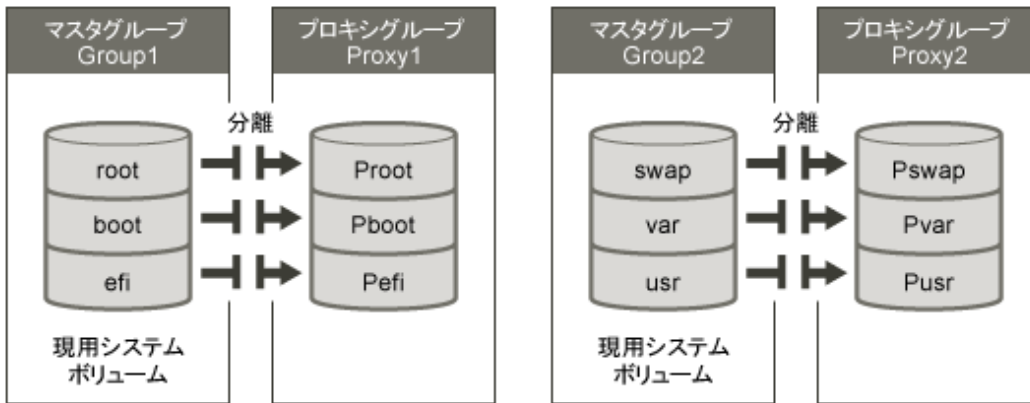 マスタグループ
Group1
プロキシグループ
Proxy1
分離
root
Proot
boot
Pboot
efi
Pefi
現用システム
ボリューム
マスタグループ
Group2
プロキシグループ
Proxy2
分離
swap
Pswap
var
Pvar
usr
Pusr
現用システム
ボリューム